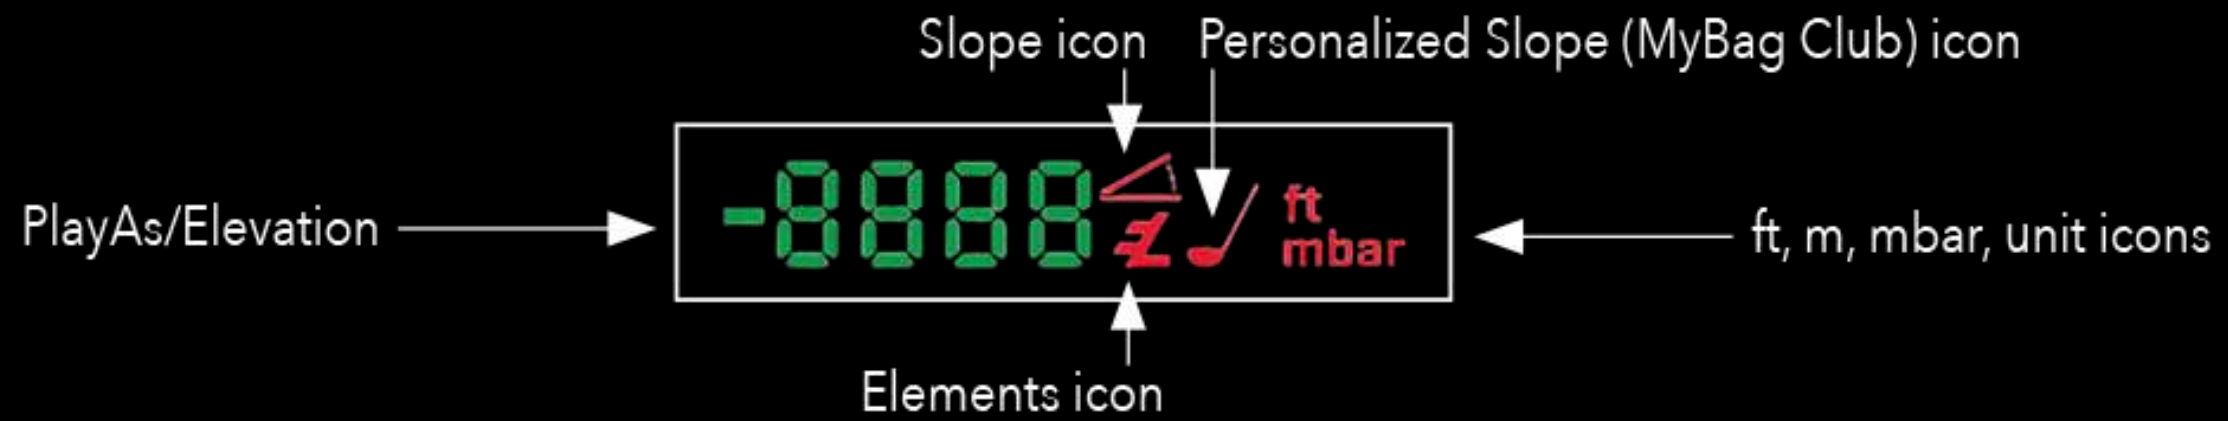 Slope icon
Personalized Slope (MyBag Club) icon
PlayAs/Elevation
-8888
ft
mbar
ft, m, mbar, unit icons
Elements icon